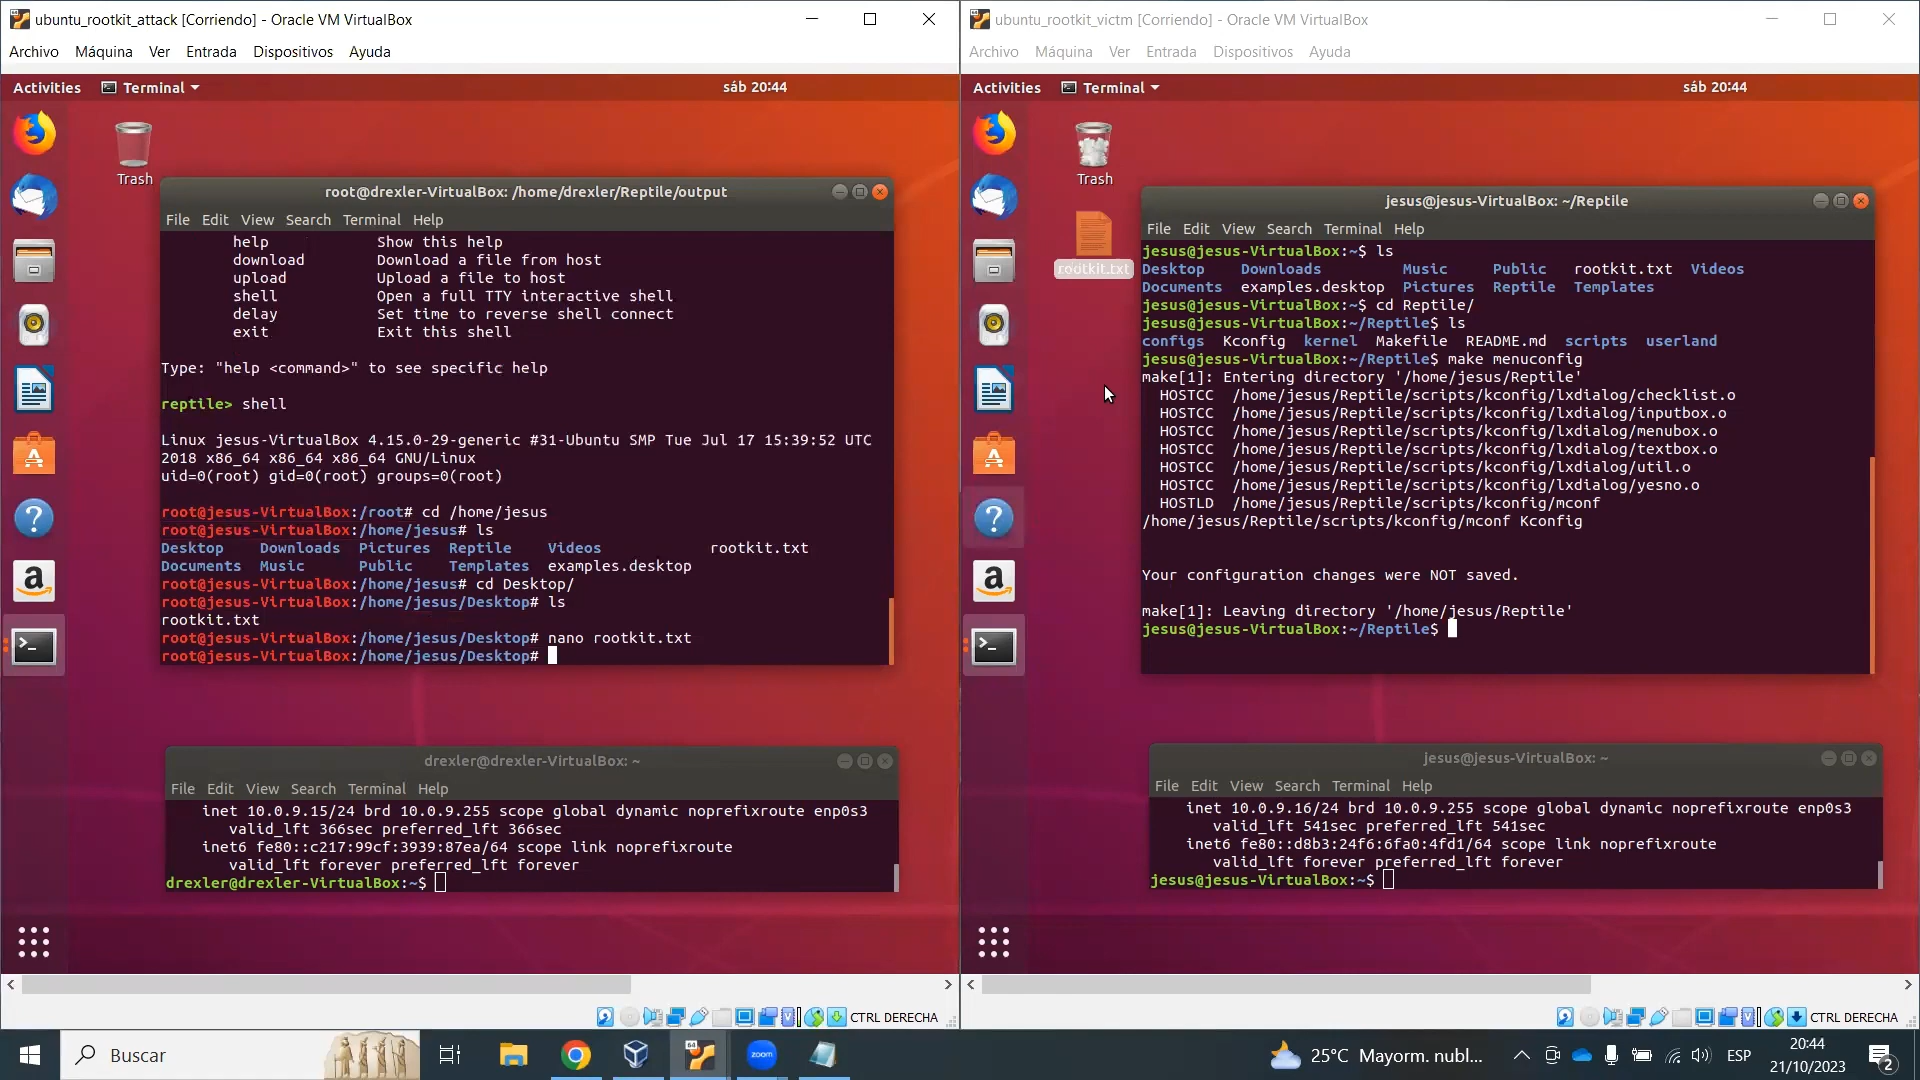 ubuntu_rootkit_attack [Corriendo] - Oracle VM VirtualBox
Archivo Máquina Ver Entrada Dispositivos Ayuda
Activities Terminal sáb 20:44
Trash
root@drexler-VirtualBox: /home/drexler/Reptile/output
File Edit View Search Terminal Help
help Show this help
download Download a file from host
upload Upload a file to host
shell Open a full TTY interactive shell
delay Set time to reverse shell connect
exit Exit this shell
Type: "help <command>" to see specific help
reptile> shell
Linux jesus-VirtualBox 4.15.0-29-generic #31-Ubuntu SMP Tue Jul 17 15:39:52 UTC
2018 x86_64 x86_64 x86_64 GNU/Linux
uid=0(root) gid=0(root) groups=0(root)
root@jesus-VirtualBox:/root# cd /home/jesus
root@jesus-VirtualBox:/home/jesus# ls
Desktop Downloads Pictures Reptile Videos rootkit.txt
Documents Music Public Templates examples.desktop
root@jesus-VirtualBox:/home/jesus# cd Desktop/
root@jesus-VirtualBox:/home/jesus/Desktop# ls
rootkit.txt
root@jesus-VirtualBox:/home/jesus/Desktop# nano rootkit.txt
root@jesus-VirtualBox:/home/jesus/Desktop#
drexler@drexler-VirtualBox: ~
File Edit View Search Terminal Help
inet 10.0.9.15/24 brd 10.0.9.255 scope global dynamic noprefixroute enp0s3
valid_lft 366sec preferred_lft 366sec
inet6 fe80::c217:99cf:3939:87ea/64 scope link noprefixroute
valid_lft forever preferred_lft forever
drexler@drexler-VirtualBox:~$
CTRL DERECHA
ubuntu_rootkit_victm [Corriendo] - Oracle VM VirtualBox
Archivo Máquina Ver Entrada Dispositivos Ayuda
Activities Terminal sáb 20:44
Trash
rootkit.txt
jesus@jesus-VirtualBox: ~/Reptile
File Edit View Search Terminal Help
jesus@jesus-VirtualBox:~$ ls
Desktop Downloads Music Public rootkit.txt Videos
Documents examples.desktop Pictures Reptile Templates
jesus@jesus-VirtualBox:~$ cd Reptile/
jesus@jesus-VirtualBox:~/Reptile$ ls
configs Kconfig kernel Makefile README.md scripts userland
jesus@jesus-VirtualBox:~/Reptile$ make menuconfig
make[1]: Entering directory '/home/jesus/Reptile'
HOSTCC /home/jesus/Reptile/scripts/kconfig/lxdialog/checklist.o
HOSTCC /home/jesus/Reptile/scripts/kconfig/lxdialog/inputbox.o
HOSTCC /home/jesus/Reptile/scripts/kconfig/lxdialog/menubox.o
HOSTCC /home/jesus/Reptile/scripts/kconfig/lxdialog/textbox.o
HOSTCC /home/jesus/Reptile/scripts/kconfig/lxdialog/util.o
HOSTCC /home/jesus/Reptile/scripts/kconfig/lxdialog/yesno.o
HOSTLD /home/jesus/Reptile/scripts/kconfig/mconf
/home/jesus/Reptile/scripts/kconfig/mconf Kconfig
Your configuration changes were NOT saved.
make[1]: Leaving directory '/home/jesus/Reptile'
jesus@jesus-VirtualBox:~/Reptile$
jesus@jesus-VirtualBox: ~
File Edit View Search Terminal Help
inet 10.0.9.16/24 brd 10.0.9.255 scope global dynamic noprefixroute enp0s3
valid_lft 541sec preferred_lft 541sec
inet6 fe80::d8b3:24f6:6fa0:4fd1/64 scope link noprefixroute
valid_lft forever preferred_lft forever
jesus@jesus-VirtualBox:~$
CTRL DERECHA
Buscar
zoom
25°C Mayorm. nubl...
ESP
20:44
21/10/2023
2